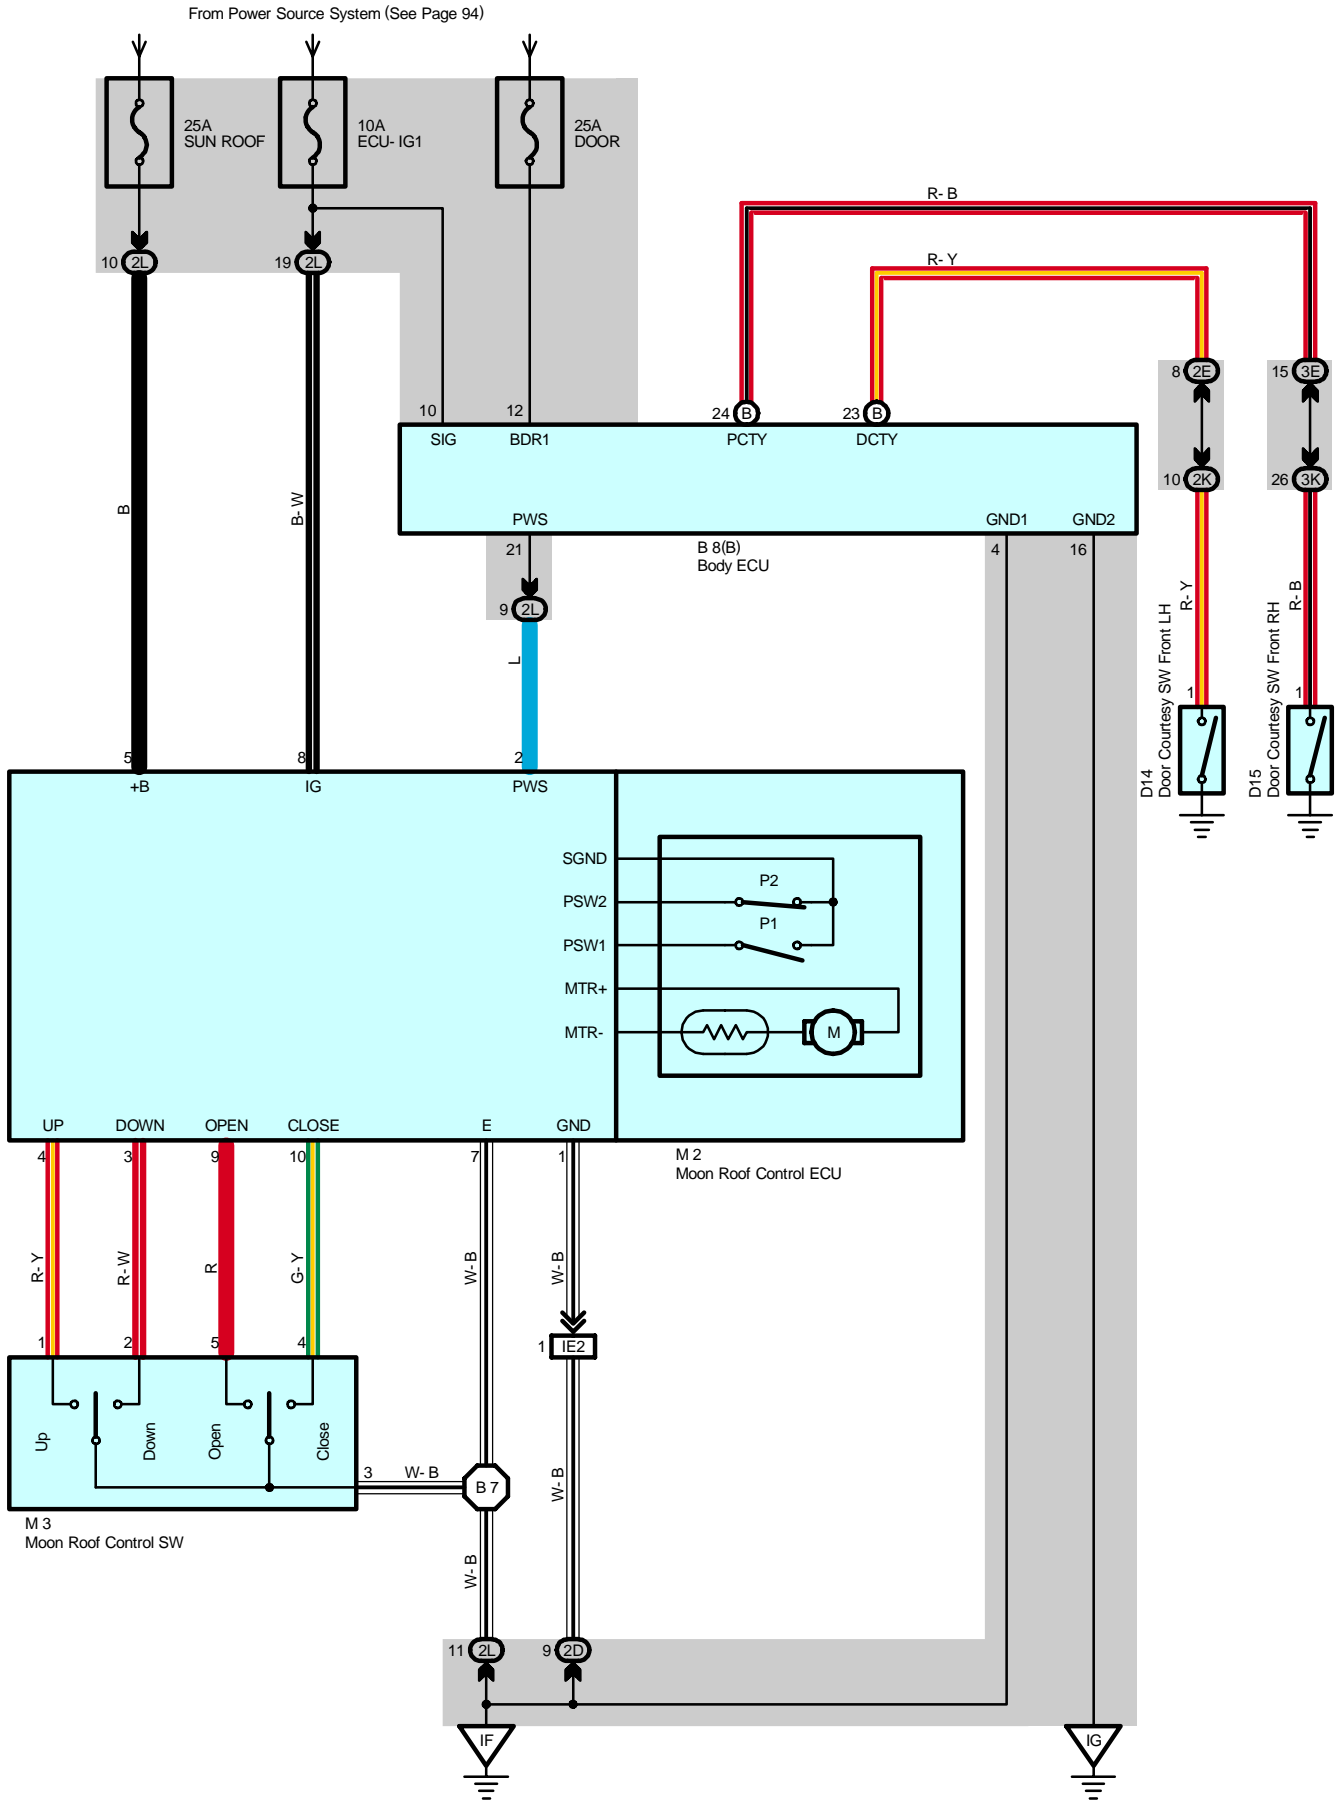 From Power Source System (See Page 94)
25A
SUN ROOF
10A
ECU- IG1
25A
DOOR
R- B
R- Y
10 2L
19 2L
8 2E
15 3E
10
12
24 B
23 B
SIG
BDR1
PCTY
DCTY
10 2K
26 3K
B
B- W
PWS
GND1
GND2
21
B 8(B)
Body ECU
4
16
9 2L
L
R- Y
R- B
D14
Door Courtesy SW Front LH
1
D15
Door Courtesy SW Front RH
1
5
8
2
+B
IG
PWS
SGND
PSW2
PSW1
MTR+
MTR-
P2
P1
M
UP
DOWN
OPEN
CLOSE
E
GND
4
3
9
10
7
1
M 2
Moon Roof Control ECU
R- Y
R- W
R
G- Y
W- B
W- B
1
2
5
4
1 IE2
Up
Down
Open
Close
3
W- B
B 7
W- B
M 3
Moon Roof Control SW
W- B
11 2L
9 2D
IF
IG